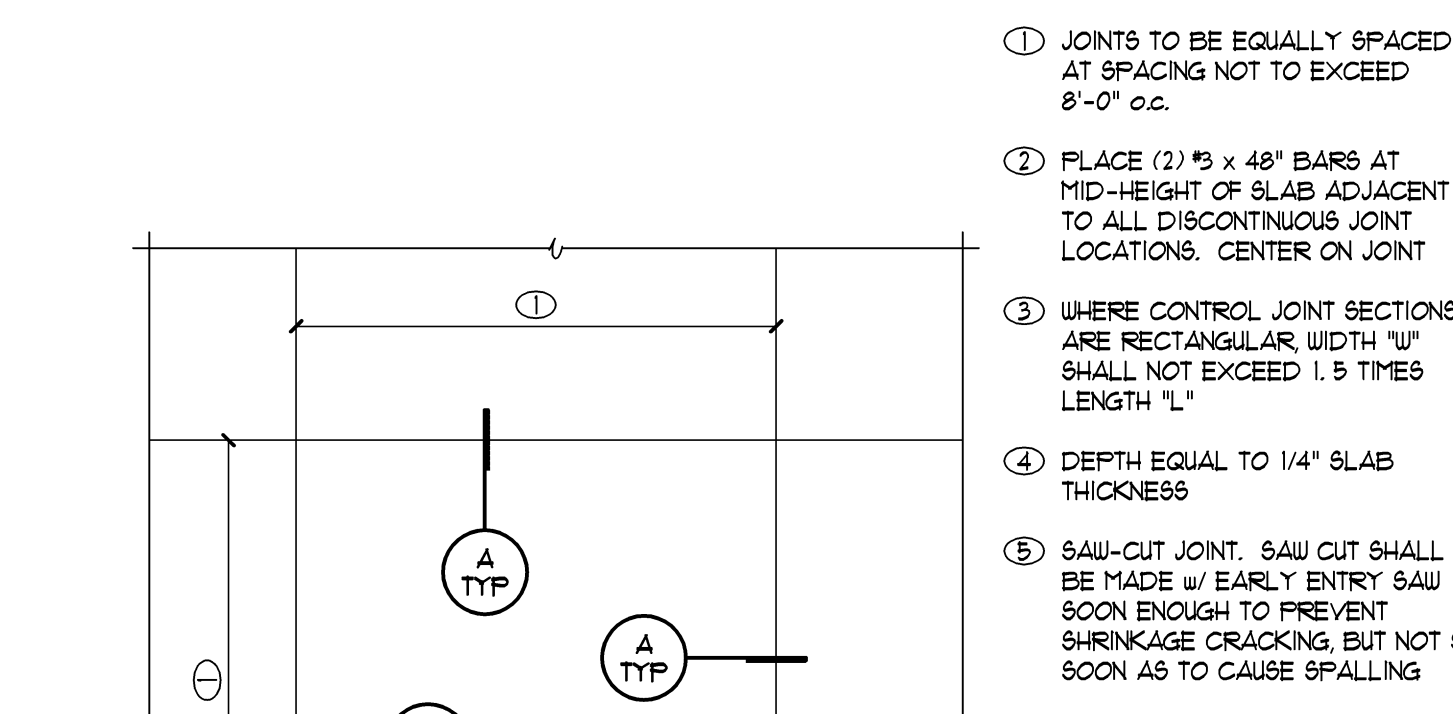 ① JOINTS TO BE EQUALLY SPACED
AT SPACING NOT TO EXCEED
8'-0" o.c.
② PLACE (2) #3 x 48" BARS AT
MID-HEIGHT OF SLAB ADJACENT
TO ALL DISCONTINUOUS JOINT
LOCATIONS. CENTER ON JOINT
③ WHERE CONTROL JOINT SECTIONS
ARE RECTANGULAR, WIDTH "W"
SHALL NOT EXCEED 1.5 TIMES
LENGTH "L"
④ DEPTH EQUAL TO 1/4" SLAB
THICKNESS
⑤ SAW-CUT JOINT. SAW CUT SHALL
BE MADE w/ EARLY ENTRY SAW
SOON ENOUGH TO PREVENT
SHRINKAGE CRACKING, BUT NOT
SOON AS TO CAUSE SPALLING
①
A
TYP
A
TYP
①